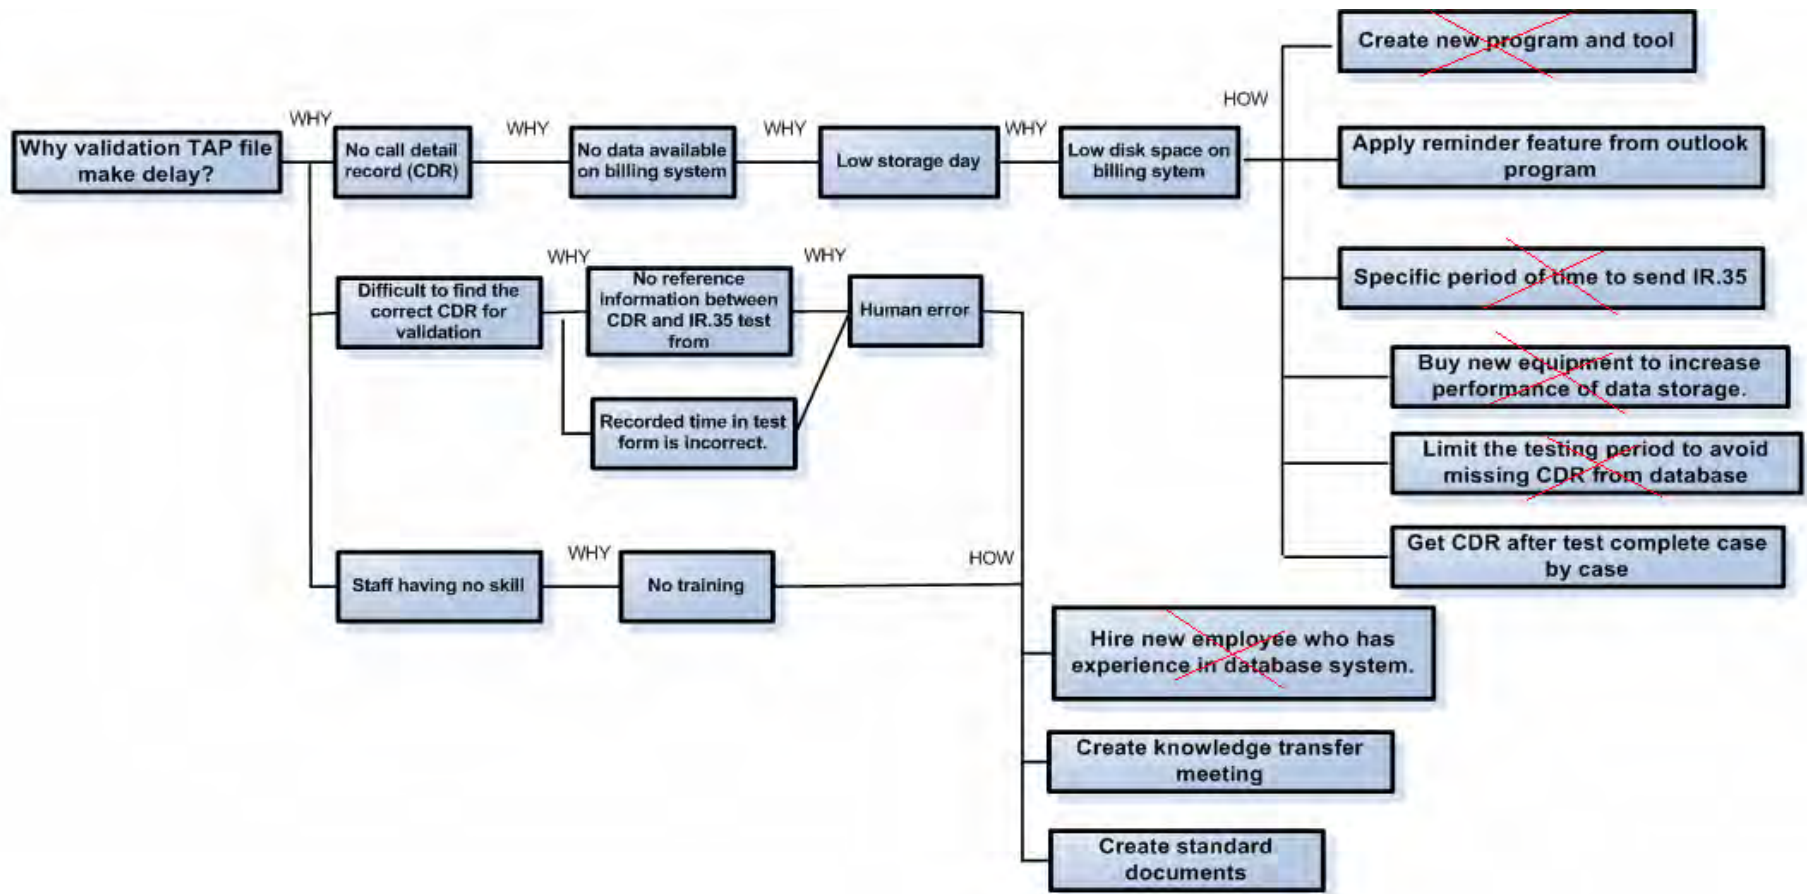 Why validation TAP file
make delay?
WHY
No call detail
record (CDR)
WHY
No data available
on billing system
WHY
Low storage day
WHY
Low disk space on
billing sytem
HOW
Create new program and tool
Apply reminder feature from outlook
program
Specific period of time to send IR.35
Buy new equipment to increase
performance of data storage.
Limit the testing period to avoid
missing CDR from database
Get CDR after test complete case
by case
Difficult to find the
correct CDR for
validation
WHY
No reference
information between
CDR and IR.35 test
from
WHY
Human error
Recorded time in test
form is incorrect.
Staff having no skill
WHY
No training
HOW
Hire new employee who has
experience in database system.
Create knowledge transfer
meeting
Create standard
documents